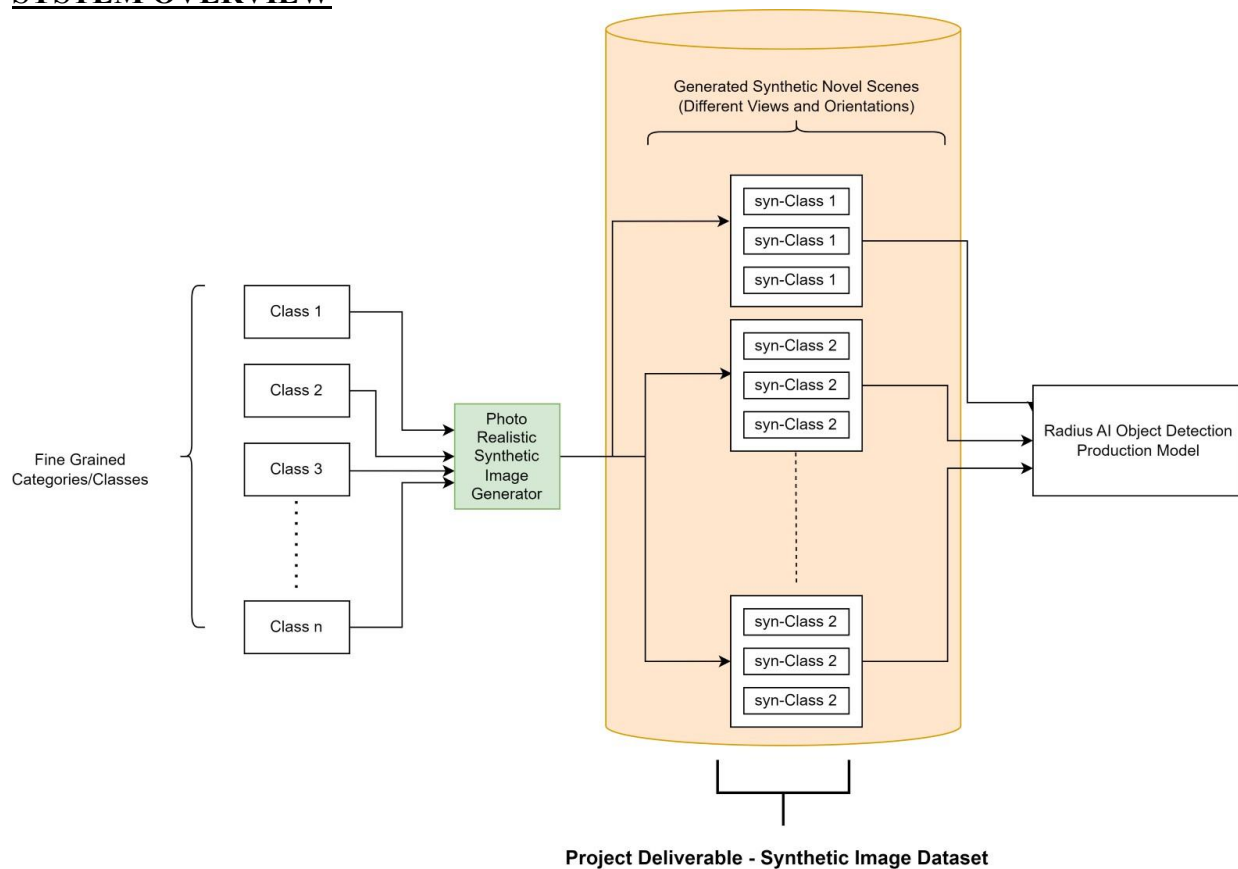 SYSTEM OVERVIEW
Generated Synthetic Novel Scenes
(Different Views and Orientations)
syn-Class 1
syn-Class 1
syn-Class 1
Class 1
Class 2
Class 3
Class n
Fine Grained
Categories/Classes
Photo
Realistic
Synthetic
Image
Generator
syn-Class 2
syn-Class 2
syn-Class 2
syn-Class 2
syn-Class 2
syn-Class 2
Radius AI Object Detection
Production Model
Project Deliverable - Synthetic Image Dataset